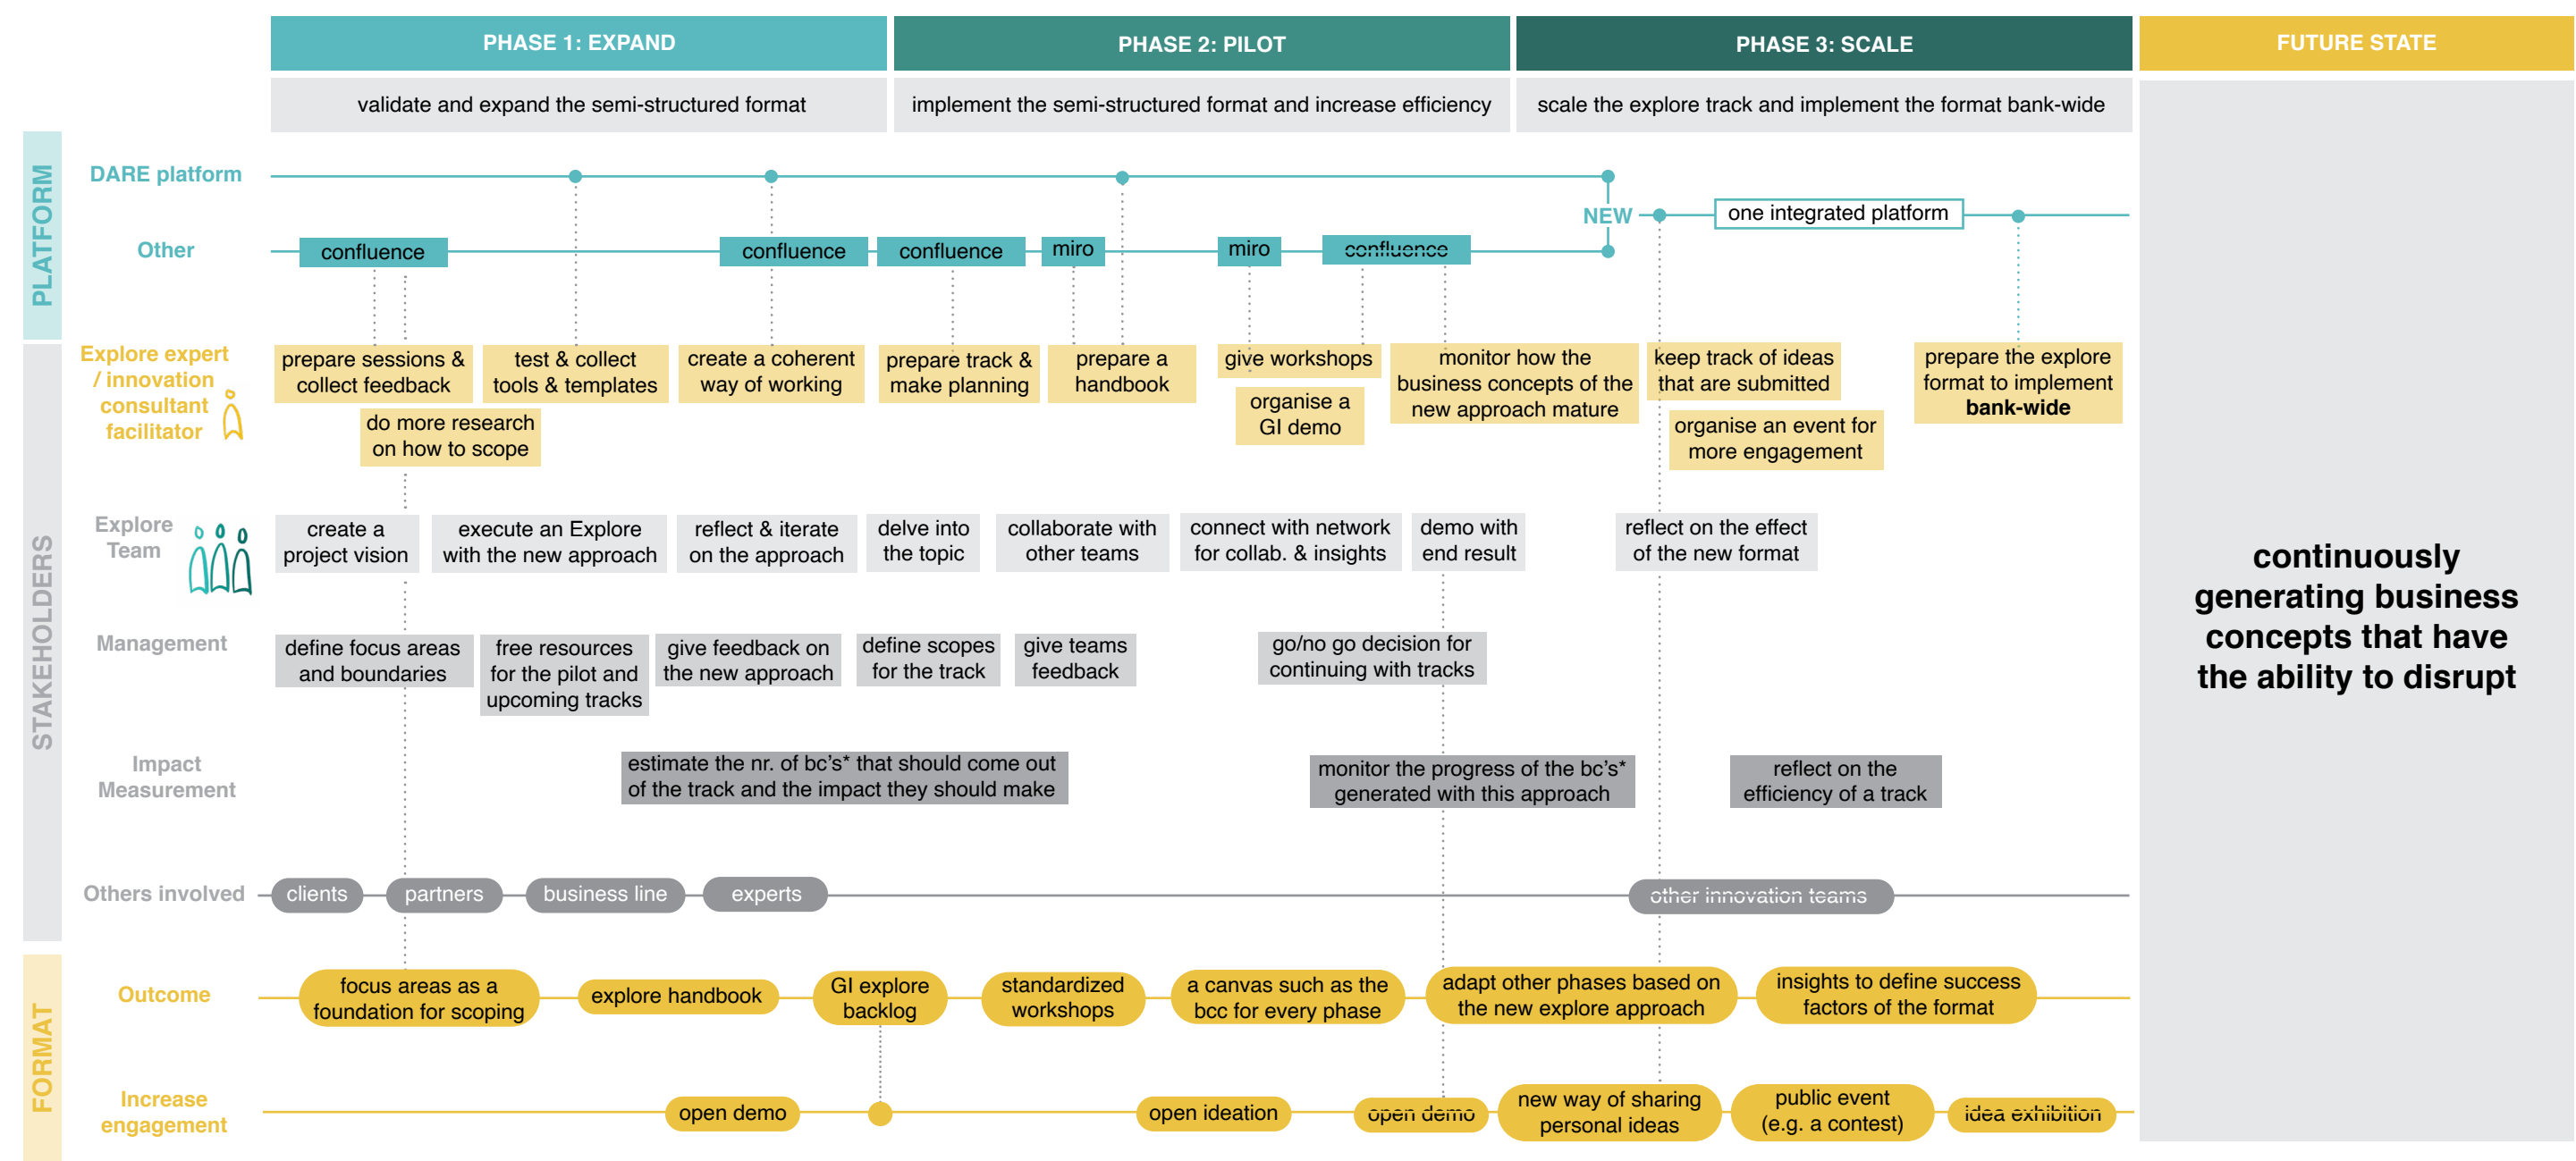 PHASE 1: EXPAND
PHASE 2: PILOT
PHASE 3: SCALE
FUTURE STATE
validate and expand the semi-structured format
implement the semi-structured format and increase efficiency
scale the explore track and implement the format bank-wide
PLATFORM
DARE platform
NEW
one integrated platform
Other
confluence
confluence
confluence
miro
miro
confluence
STAKEHOLDERS
Explore expert
/ innovation
consultant
facilitator
prepare sessions &
collect feedback
do more research
on how to scope
test & collect
tools & templates
create a coherent
way of working
prepare track &
make planning
prepare a
handbook
give workshops
organise a
GI demo
monitor how the
business concepts of the
new approach mature
keep track of ideas
that are submitted
organise an event for
more engagement
prepare the explore
format to implement
bank-wide
Explore
Team
create a
project vision
execute an Explore
with the new approach
reflect & iterate
on the approach
delve into
the topic
collaborate with
other teams
connect with network
for collab. & insights
demo with
end result
reflect on the effect
of the new format
Management
define focus areas
and boundaries
free resources
for the pilot and
upcoming tracks
give feedback on
the new approach
define scopes
for the track
give teams
feedback
go/no go decision for
continuing with tracks
Impact
Measurement
estimate the nr. of bc's* that should come out
of the track and the impact they should make
monitor the progress of the bc's*
generated with this approach
reflect on the
efficiency of a track
Others involved
clients
partners
business line
experts
other innovation teams
FORMAT
Outcome
focus areas as a
foundation for scoping
explore handbook
GI explore
backlog
standardized
workshops
a canvas such as the
bcc for every phase
adapt other phases based on
the new explore approach
insights to define success
factors of the format
Increase
engagement
open demo
open ideation
open demo
new way of sharing
personal ideas
public event
(e.g. a contest)
idea exhibition
continuously
generating business
concepts that have
the ability to disrupt